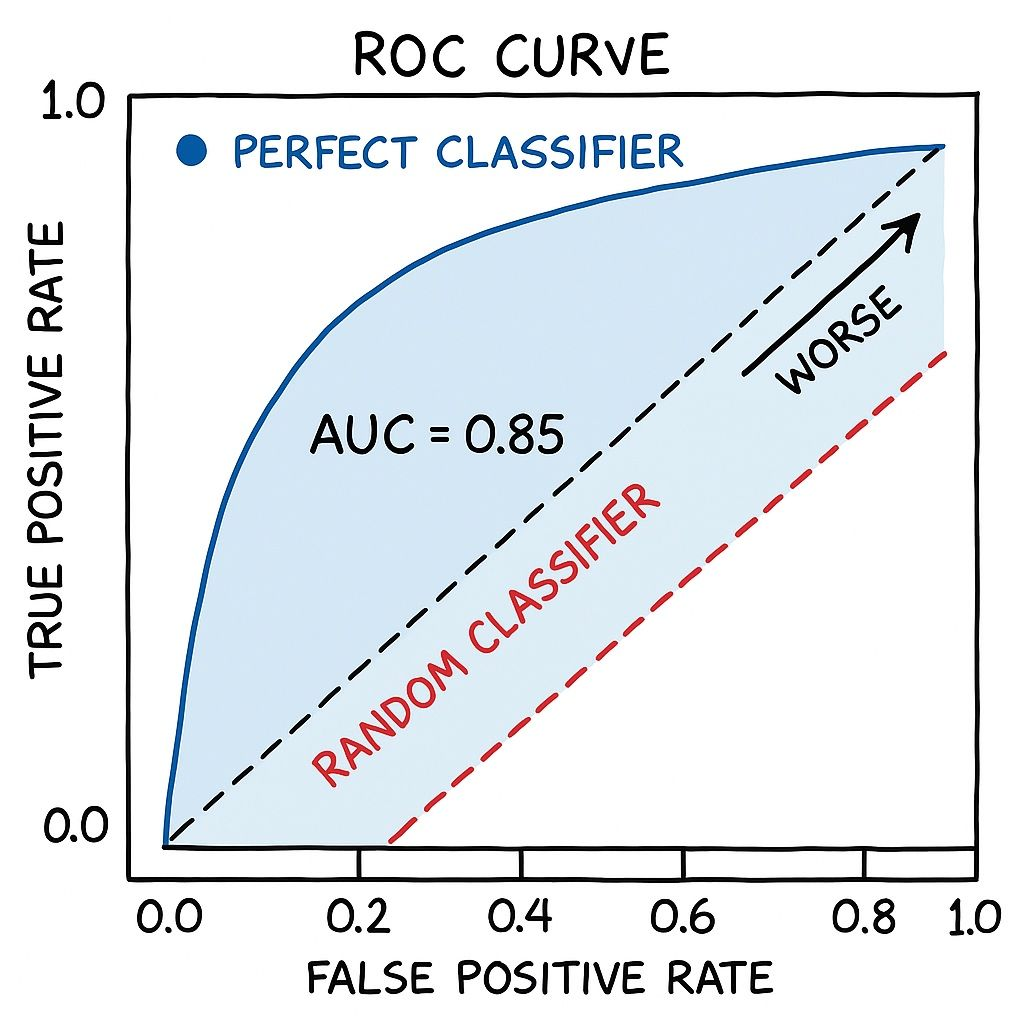 ROC CURVE
1.0
PERFECT CLASSIFIER
TRUE POSITIVE RATE
WORSE
AUC = 0.85
RANDOM CLASSIFIER
0.0
0.0 0.2 0.4 0.6 0.8 1.0
FALSE POSITIVE RATE